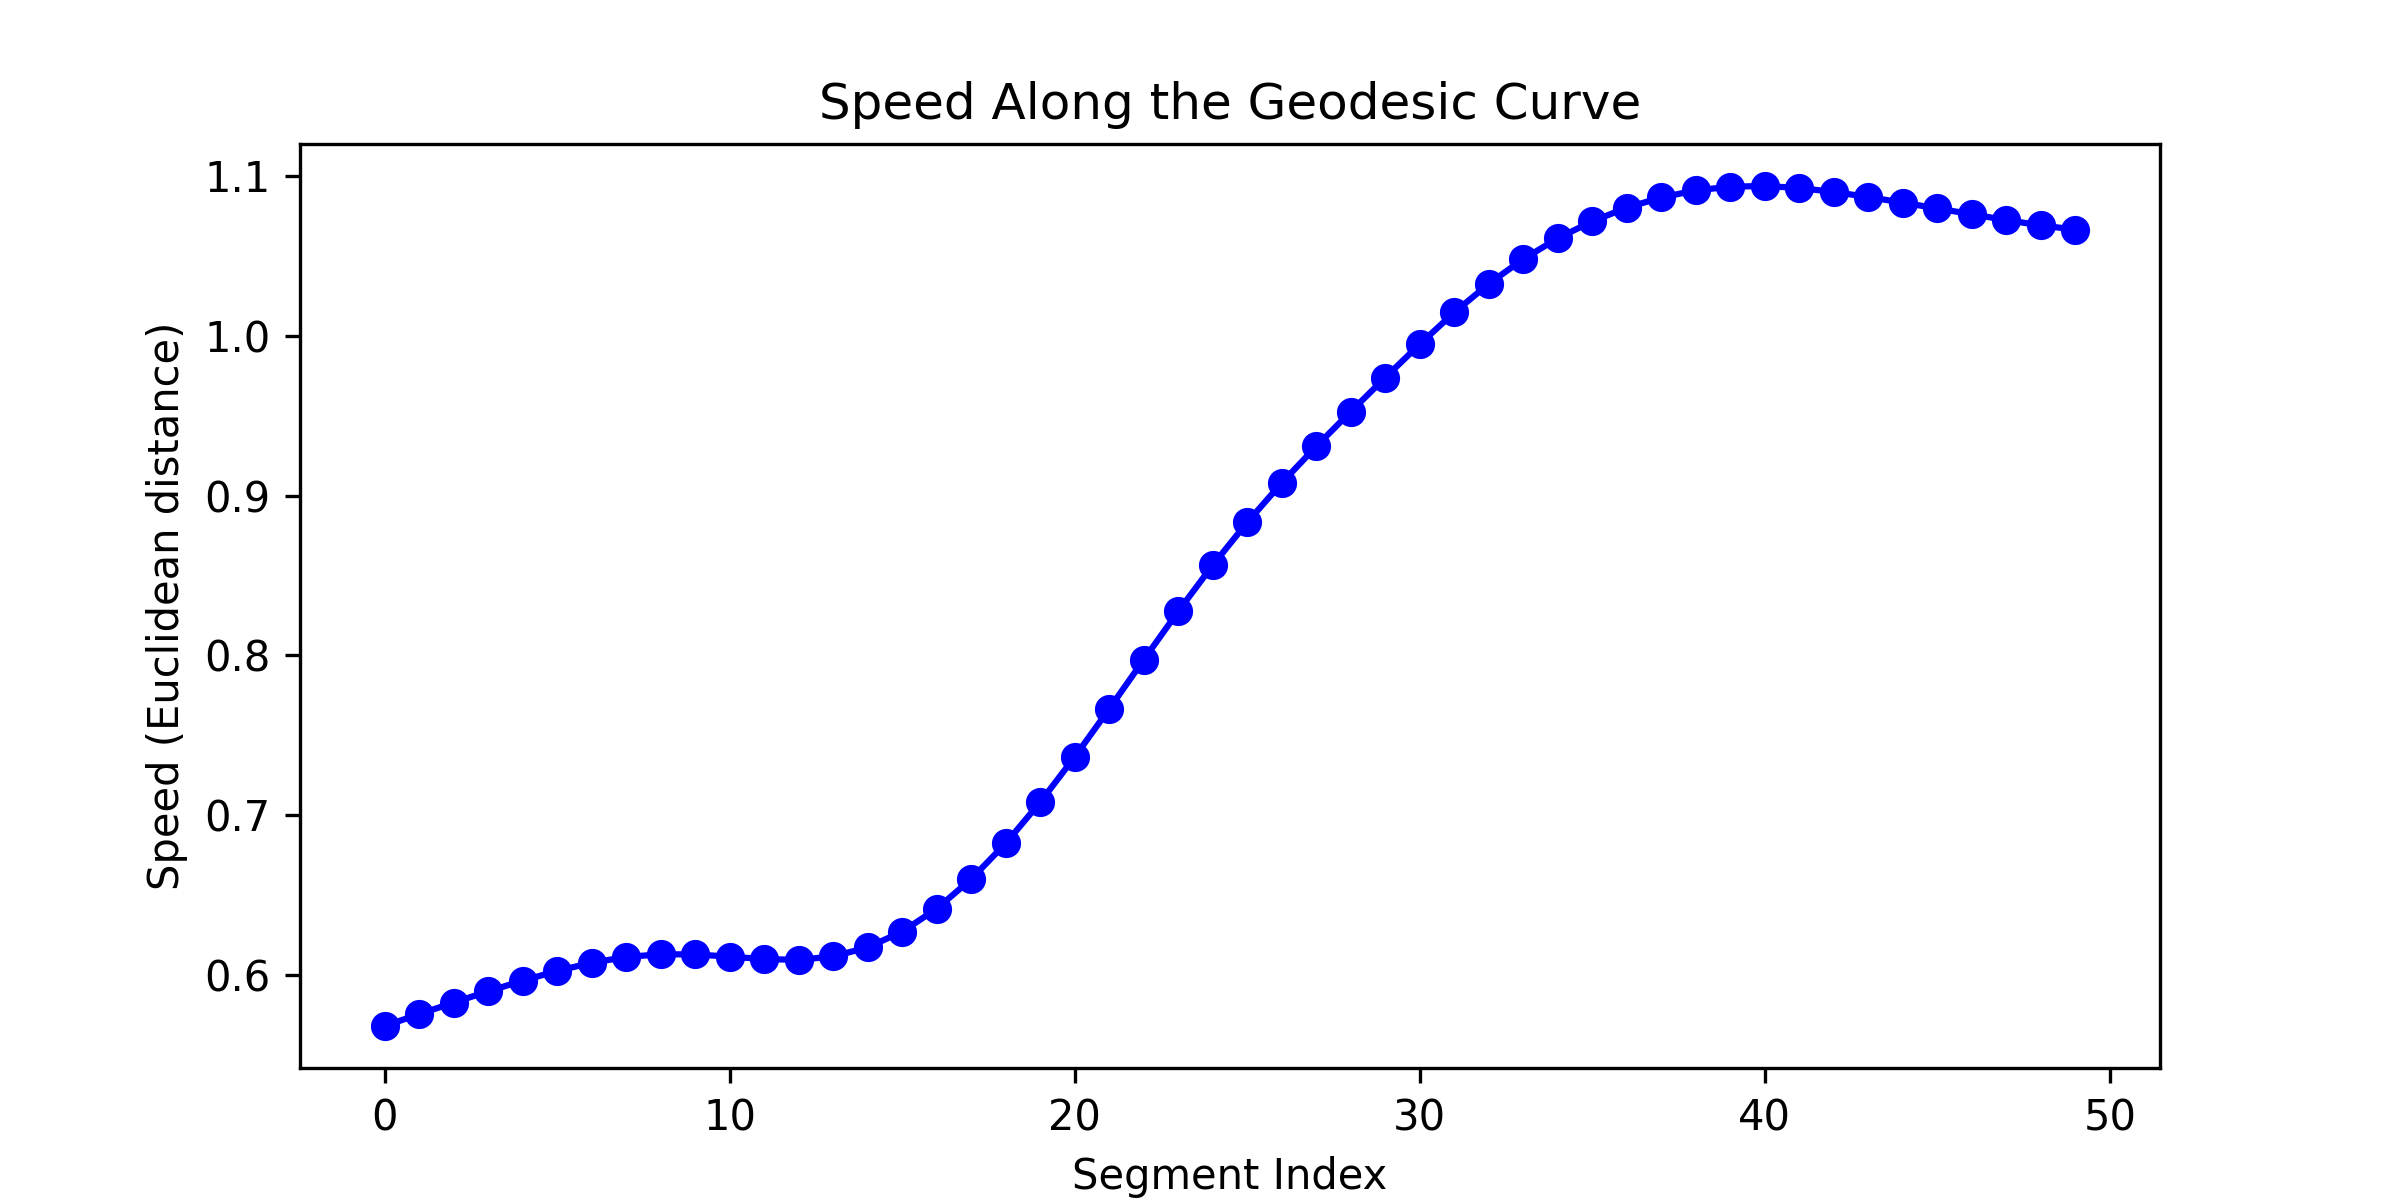 Speed Along the Geodesic Curve
Speed (Euclidean distance)
1.1
1.0
0.9
0.8
0.7
0.6
0 10 20 30 40 50
Segment Index